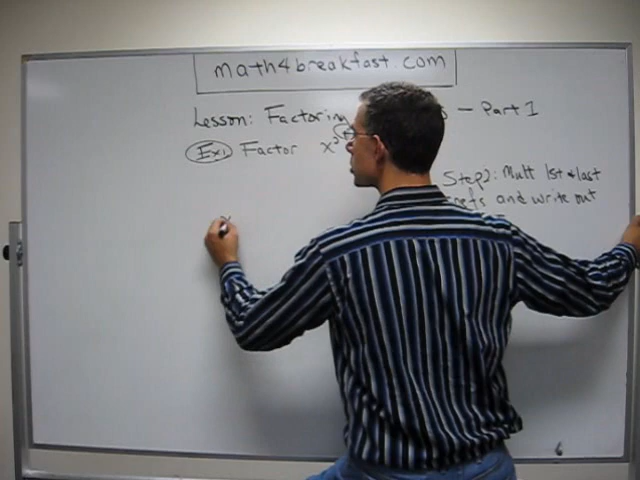 math4breakfast.com
Lesson: Factoring — Part 1
Ex1 Factor x²
Step 2: Mult 1st & last
and write out
6